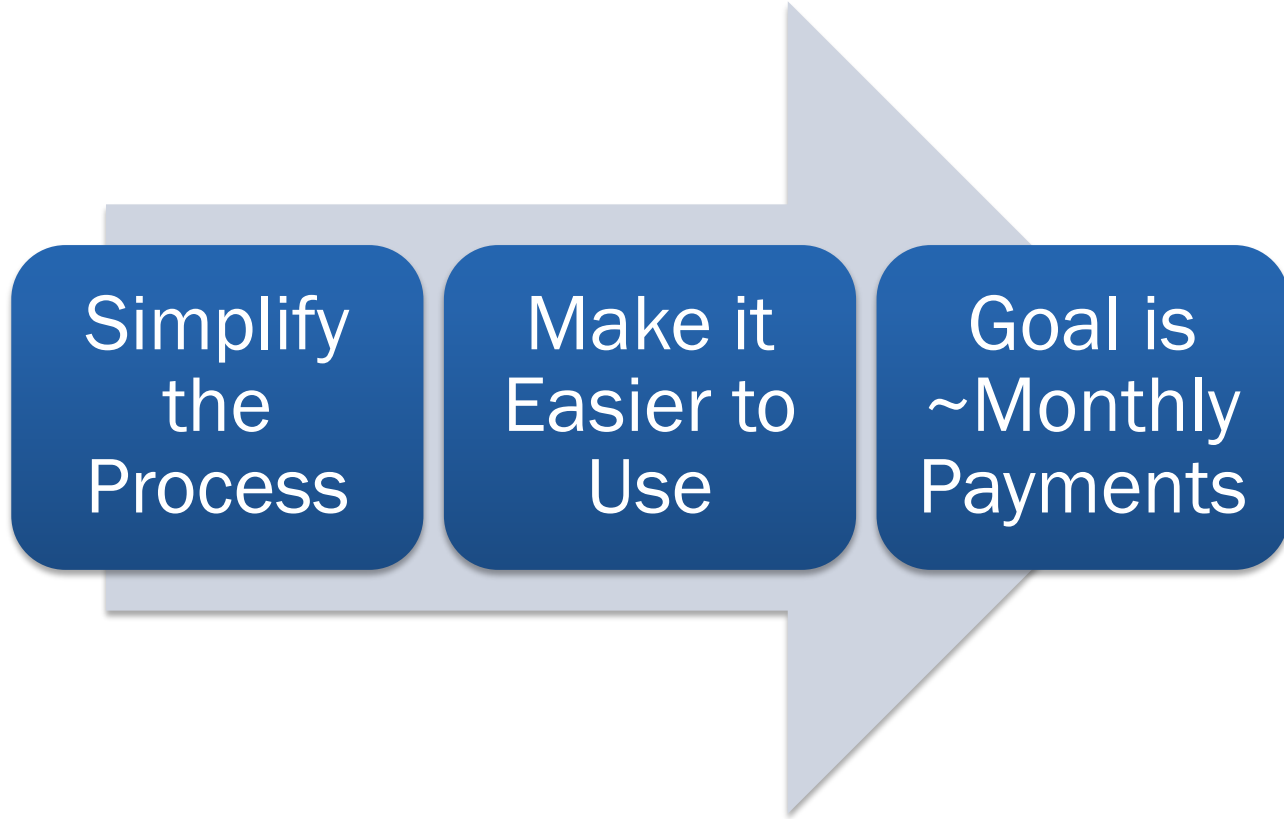 Simplify
the
Process
Make it
Easier to
Use
Goal is
~Monthly
Payments